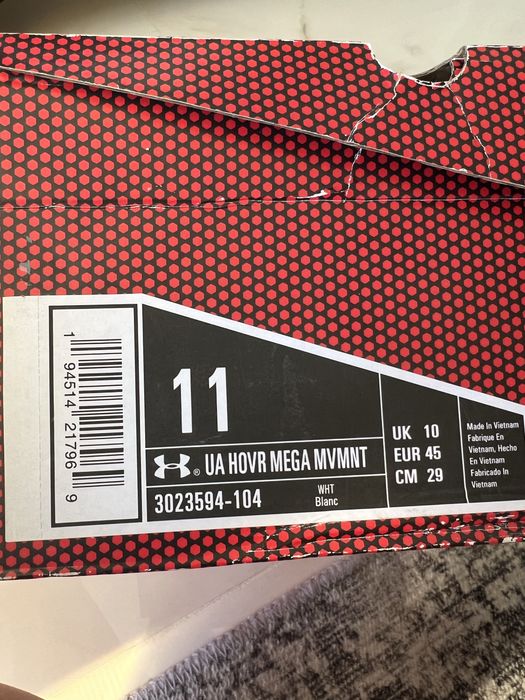 1 94514 21796 9
11
® UA HOVR MEGA MVMNT
3023594-104
WHT
Blanc
UK 10
EUR 45
CM 29
Made In Vietnam
Fabrique En
Vietnam, Hecho
En Vietnam
Fabricado In
Vietnam